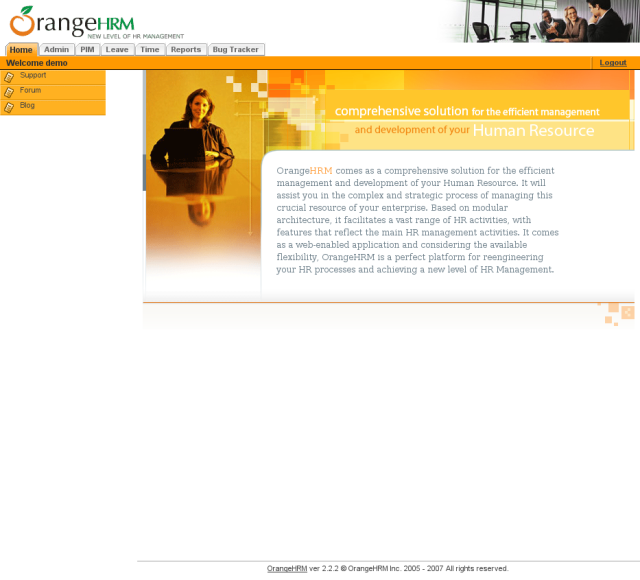 OrangeHRM
NEW LEVEL OF HR MANAGEMENT
Home Admin PIM Leave Time Reports Bug Tracker
Welcome demo Logout
Support
Forum
Blog
comprehensive solution for the efficient management
and development of your Human Resource
OrangeHRM comes as a comprehensive solution for the efficient
management and development of your Human Resource. It will
assist you in the complex and strategic process of managing this
crucial resource of your enterprise. Based on modular
architecture, it facilitates a vast range of HR activities, with
features that reflect the main HR management activities. It comes
as a web-enabled application and considering the available
flexibility, OrangeHRM is a perfect platform for reengineering
your HR processes and achieving a new level of HR Management.
OrangeHRM ver 2.2.2 © OrangeHRM Inc. 2005 - 2007 All rights reserved.